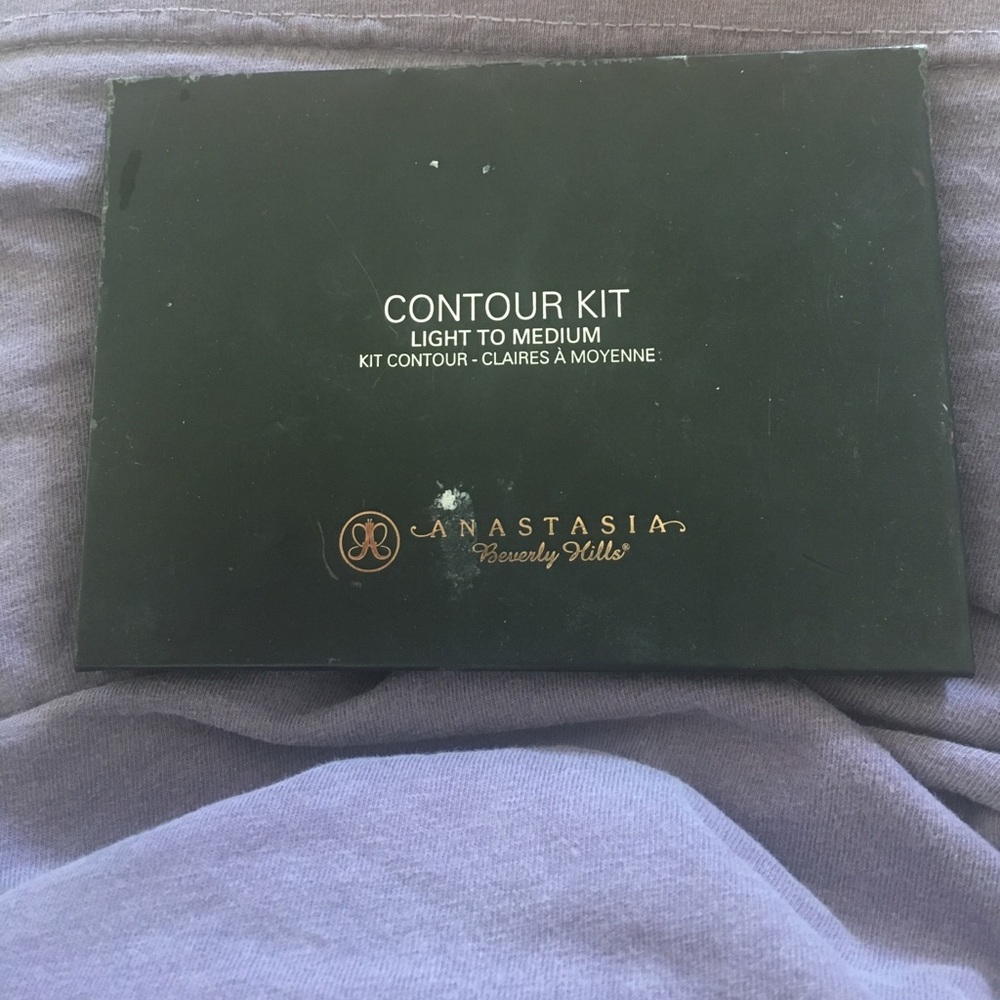 CONTOUR KIT
LIGHT TO MEDIUM
KIT CONTOUR - CLAIRES À MOYENNE
ANASTASIA
Beverly Hills®